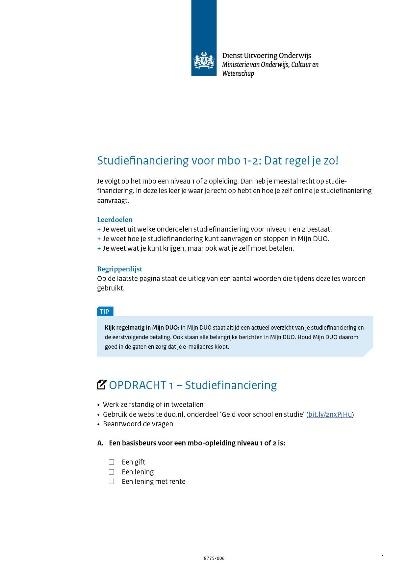 Dienst Uitvoering Onderwijs
Ministerie van Onderwijs, Cultuur en
Wetenschap
Studiefinanciering voor mbo 1-2: Dat regel je zo!
Je volgt op het mbo een niveau 1 of 2 opleiding. Dan heb je meestal recht op studie-
financiering. In deze les leer je waar je recht op hebt en hoe je zelf online je studiefinanciering
aanvraagt.
Leerdoelen
+ Je weet uit welke onderdelen studiefinanciering voor niveau 1 en 2 bestaat.
+ Je weet hoe je studiefinanciering kunt aanvragen en stoppen in Mijn DUO.
+ Je weet wat je kunt krijgen, maar ook wat je zelf moet betalen.
Begrippenlijst
Op de laatste pagina staat de uitleg van een aantal woorden die tijdens deze les worden
gebruikt.
TIP
Kijk regelmatig in Mijn DUO: In Mijn DUO staat altijd een actueel overzicht van je studiefinanciering en
de eerstvolgende betaling. Ook staan alle belangrijke berichten in Mijn DUO. Houd Mijn DUO daarom
goed in de gaten en zorg dat je e-mailadres klopt.
OPDRACHT 1 – Studiefinanciering
• Werk zelfstandig of in tweetallen
• Gebruik de website duo.nl, onderdeel 'Geld voor school en studie'
• Beantwoord de vragen
A. Een basisbeurs voor een mbo-opleiding niveau 1 of 2 is:
☐ Een gift
☐ Een lening
☐ Een lening met rente